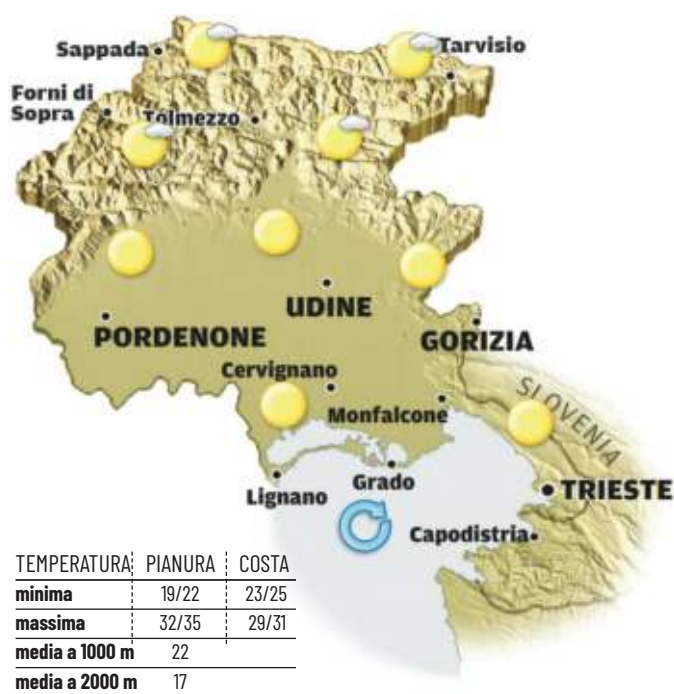 Sappada
Tarvisio
Forni di
Sopra
Tolmezzo
UDINE
PORDENONE
GORIZIA
Cervignano
SLOVENIA
Monfalcone
Lignano
Grado
TRIESTE
Capodistria
TEMPERATURA PIANURA COSTA
minima 19/22 23/25
massima 32/35 29/31
media a 1000 m 22
media a 2000 m 17